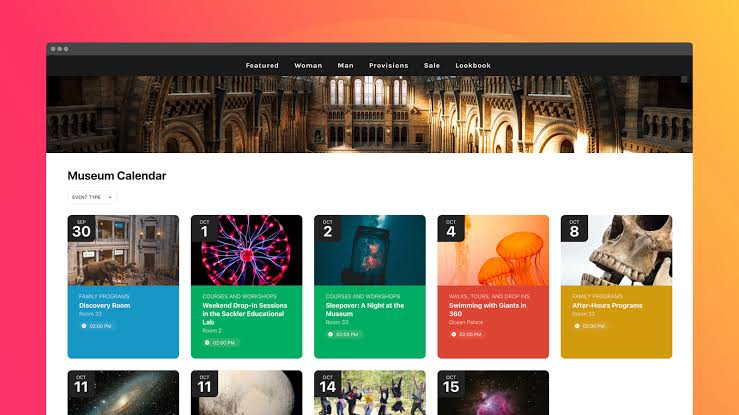 Featured Woman Man Provisions Sale Lookbook
Museum Calendar
EVENT TYPE
SEP
30
FAMILY PROGRAMS
Discovery Room
Room 33
02:00 PM
OCT
1
COURSES AND WORKSHOPS
Weekend Drop-In Sessions
in the Sackler Educational
Lab
Room 2
02:00 PM
OCT
2
COURSES AND WORKSHOPS
Sleepover: A Night at the
Museum
Room 33
02:00 PM
OCT
4
WALKS, TOURS, AND DROP INS
Swimming with Giants in
360
Ocean Palace
02:00 PM
OCT
8
FAMILY PROGRAMS
After-Hours Programs
Room 33
02:00 PM
OCT
11
OCT
11
OCT
14
OCT
15